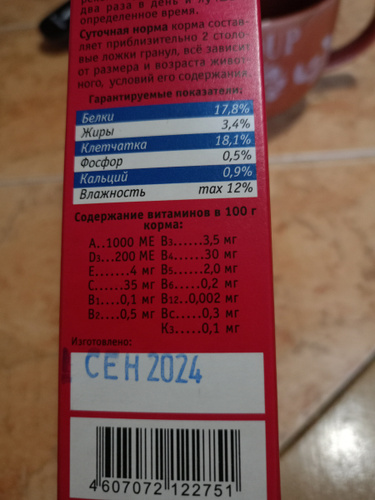 два раза в день и
определенное время.
Суточная норма корма состав-
ляет приблизительно 2 столо-
вые ложки гранул, всё зависит
от размера и возраста живот-
ного, условий его содержания.
Гарантируемые показатели:
Белки 17,8%
Жиры 3,4%
Клетчатка 18,1%
Фосфор 0,5%
Кальций 0,9%
Влажность max 12%
Содержание витаминов в 100 г
корма:
А..1000 МЕ В3.....3,5 мг
D3...200 МЕ В4......30 мг
Е........4 мг В5.....2,0 мг
С......35 мг В6.....0,2 мг
В1....0,1 мг В12..0,002 мг
В2....0,5 мг Вс.....0,3 мг
К3.....0,1 мг
Изготовлено:
СЕН 2024
4607072 122751
UP